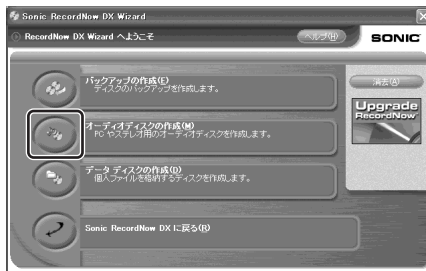 Sonic RecordNow DX Wizard
RecordNow DX Wizard へようこそ
ヘルプ(H)
SONIC
バックアップの作成(E)
ディスクのバックアップを作成します。
消去(A)
Upgrade
RecordNow
オーディオディスクの作成(M)
PC やステレオ用のオーディオディスクを作成します。
データ ディスクの作成(D)
個人ファイルを格納するディスクを作成します。
Sonic RecordNow DX に戻る(R)